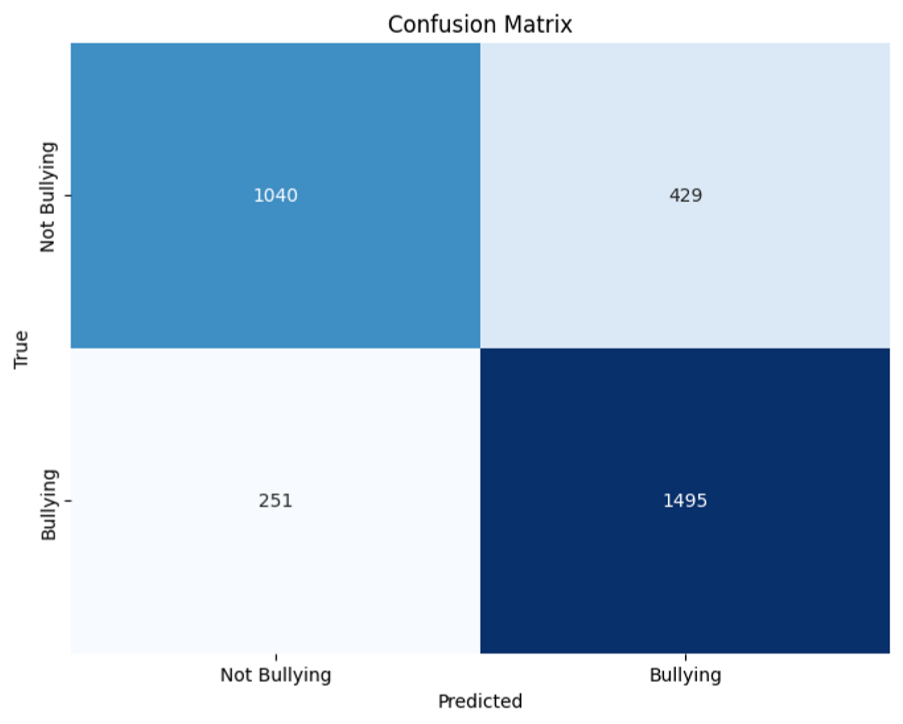 Confusion Matrix
Not Bullying
1040
429
True
Bullying
251
1495
Not Bullying
Bullying
Predicted